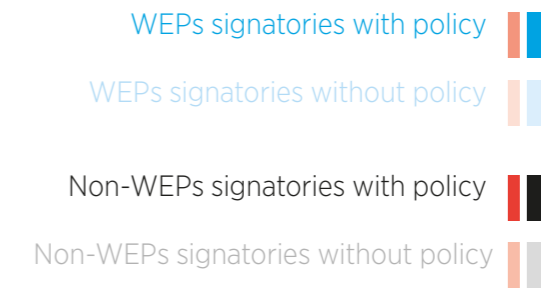 WEPs signatories with policy
WEPs signatories without policy
Non-WEPs signatories with policy
Non-WEPs signatories without policy